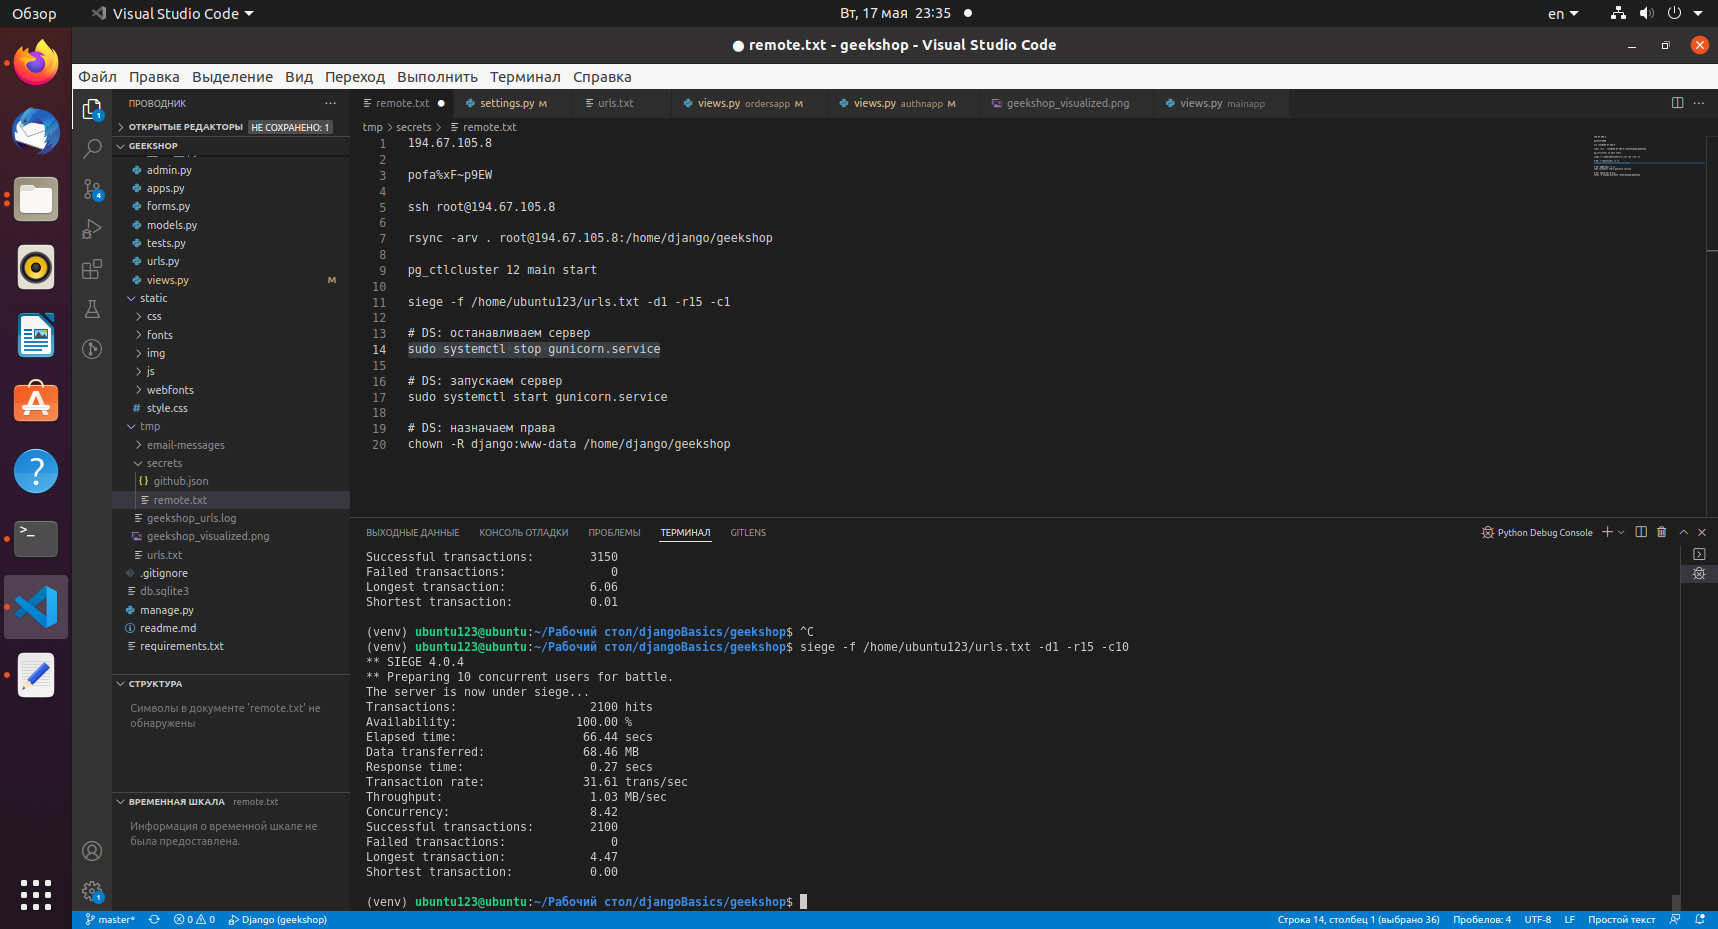 Обзор
Visual Studio Code
Вт, 17 мая 23:35
en
● remote.txt - geekshop - Visual Studio Code
Файл Правка Выделение Вид Переход Выполнить Терминал Справка
ПРОВОДНИК
ОТКРЫТЫЕ РЕДАКТОРЫ НЕ СОХРАНЕНО: 1
GEEKSHOP
admin.py
apps.py
forms.py
models.py
tests.py
urls.py
views.py M
static
css
fonts
img
js
webfonts
# style.css
tmp
email-messages
secrets
{} github.json
remote.txt
geekshop_urls.log
geekshop_visualized.png
urls.txt
.gitignore
db.sqlite3
manage.py
readme.md
requirements.txt
СТРУКТУРА
Символы в документе 'remote.txt' не
обнаружены
ВРЕМЕННАЯ ШКАЛА remote.txt
Информация о временной шкале не
была предоставлена.
remote.txt ● settings.py M urls.txt views.py ordersapp M views.py authnapp M geekshop_visualized.png views.py mainapp
tmp > secrets > remote.txt
1 194.67.105.8
2
3 pofa%xF~p9EW
4
5 ssh root@194.67.105.8
6
7 rsync -arv . root@194.67.105.8:/home/django/geekshop
8
9 pg_ctlcluster 12 main start
10
11 siege -f /home/ubuntu123/urls.txt -d1 -r15 -c1
12
13 # DS: останавливаем сервер
14 sudo systemctl stop gunicorn.service
15
16 # DS: запускаем сервер
17 sudo systemctl start gunicorn.service
18
19 # DS: назначаем права
20 chown -R django:www-data /home/django/geekshop
ВЫХОДНЫЕ ДАННЫЕ КОНСОЛЬ ОТЛАДКИ ПРОБЛЕМЫ ТЕРМИНАЛ GITLENS
Python Debug Console
Successful transactions: 3150
Failed transactions: 0
Longest transaction: 6.06
Shortest transaction: 0.01
(venv) ubuntu123@ubuntu:~/Рабочий стол/djangoBasics/geekshop$ ^C
(venv) ubuntu123@ubuntu:~/Рабочий стол/djangoBasics/geekshop$ siege -f /home/ubuntu123/urls.txt -d1 -r15 -c10
** SIEGE 4.0.4
** Preparing 10 concurrent users for battle.
The server is now under siege...
Transactions: 2100 hits
Availability: 100.00 %
Elapsed time: 66.44 secs
Data transferred: 68.46 MB
Response time: 0.27 secs
Transaction rate: 31.61 trans/sec
Throughput: 1.03 MB/sec
Concurrency: 8.42
Successful transactions: 2100
Failed transactions: 0
Longest transaction: 4.47
Shortest transaction: 0.00
(venv) ubuntu123@ubuntu:~/Рабочий стол/djangoBasics/geekshop$
master* 0 0 Django (geekshop)
Строка 14, столбец 1 (выбрано 36) Пробелов: 4 UTF-8 LF Простой текст